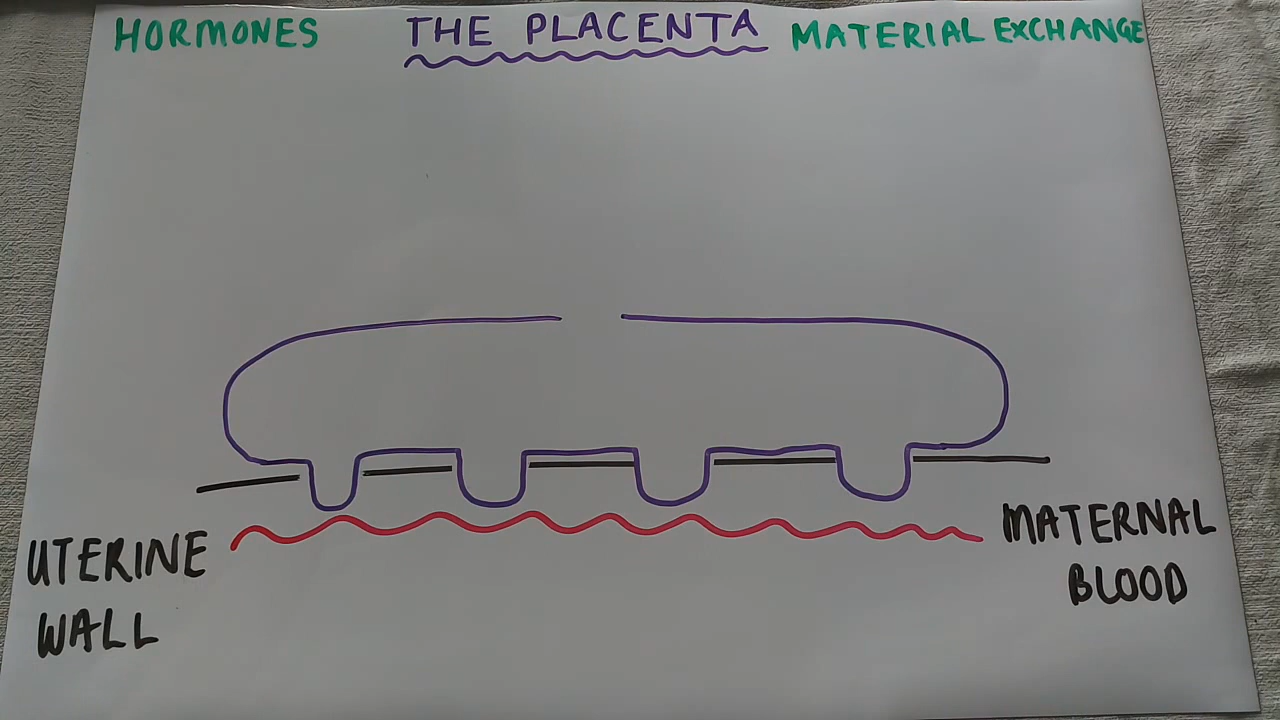 HORMONES
THE PLACENTA
MATERIAL EXCHANGE
UTERINE
WALL
MATERNAL
BLOOD